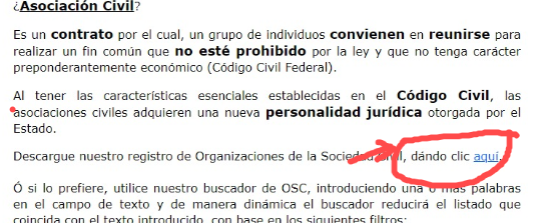 ¿Asociación Civil?
Es un contrato por el cual, un grupo de individuos convienen en reunirse para
realizar un fin común que no esté prohibido por la ley y que no tenga carácter
preponderantemente económico (Código Civil Federal).
Al tener las características esenciales establecidas en el Código Civil, las
asociaciones civiles adquieren una nueva personalidad jurídica otorgada por el
Estado.
Descargue nuestro registro de Organizaciones de la Sociedad Civil, dándo clic aquí.
Ó si lo prefiere, utilice nuestro buscador de OSC, introduciendo una o más palabras
en el campo de texto y de manera dinámica el buscador reducirá el listado que
coincida con el texto introducido, con base en los siguientes filtros: